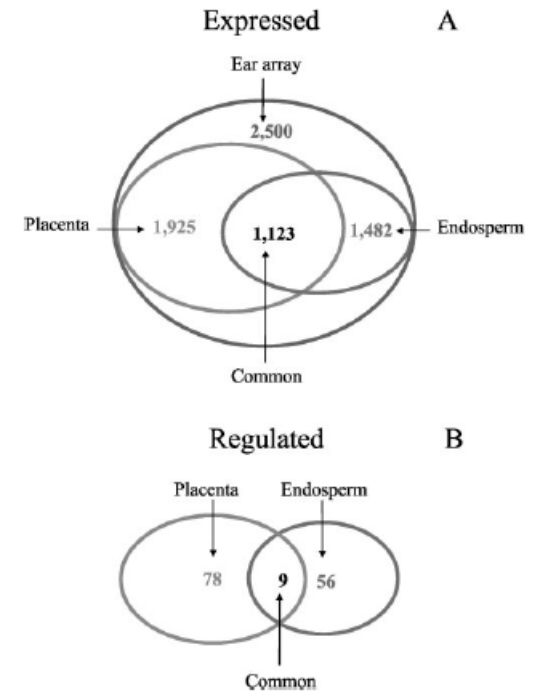 Expressed A
Ear array
2,500
Placenta 1,925 1,123 1,482 Endosperm
Common
Regulated B
Placenta Endosperm
78 9 56
Common